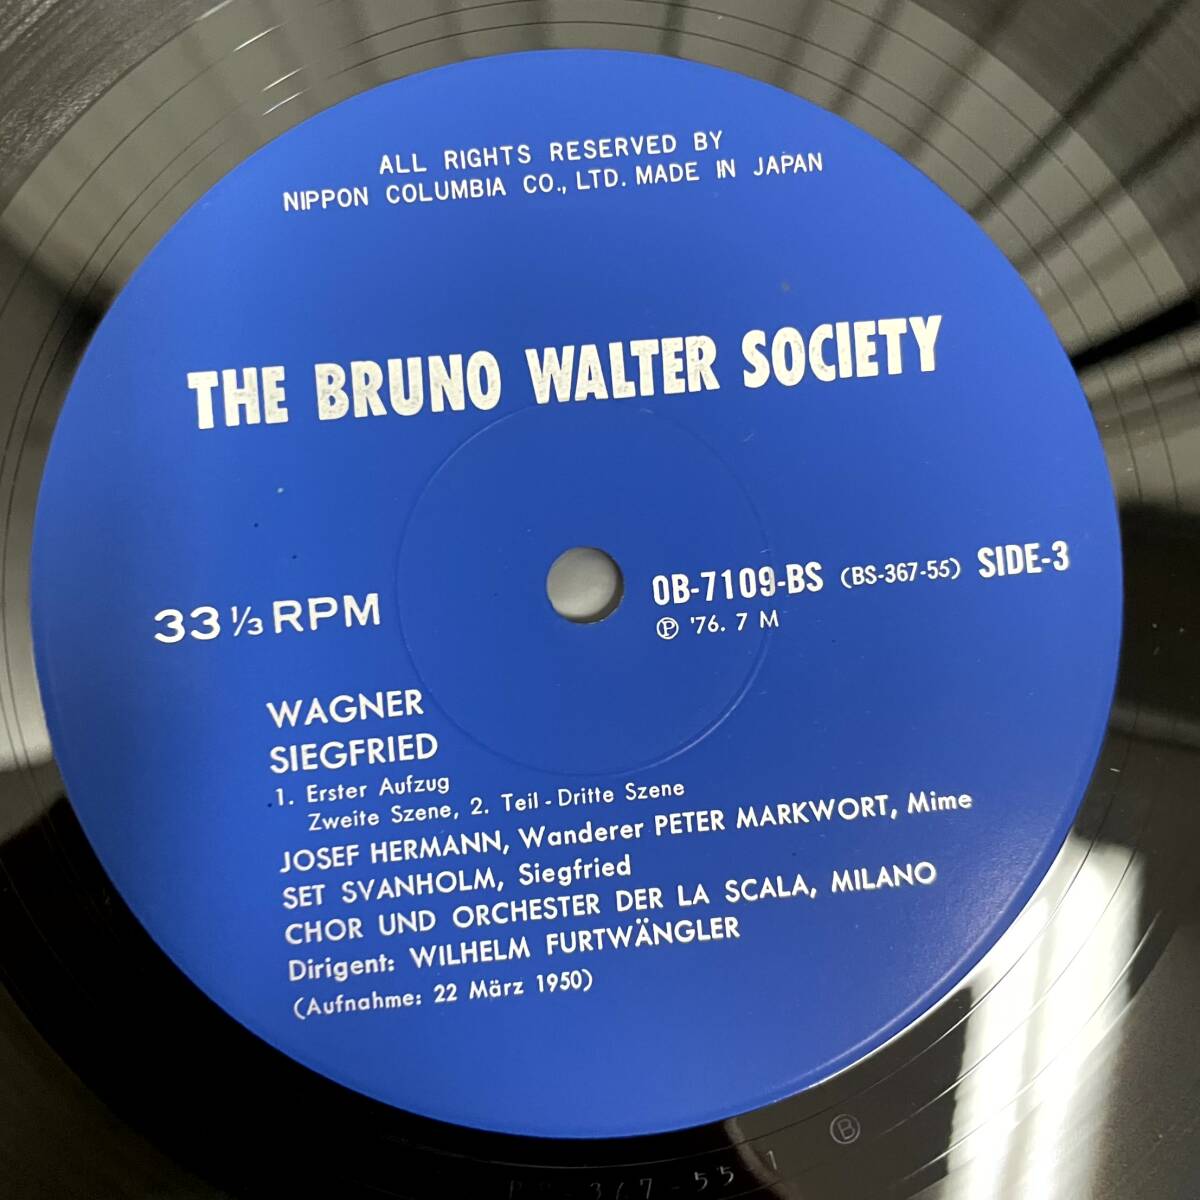 ALL RIGHTS RESERVED BY
NIPPON COLUMBIA CO., LTD. MADE IN JAPAN
THE BRUNO WALTER SOCIETY
33 1/3 RPM
OB-7109-BS (BS-367-55) SIDE-3
Ⓟ '76. 7 M
WAGNER
SIEGFRIED
1. Erster Aufzug
Zweite Szene, 2. Teil - Dritte Szene
JOSEF HERMANN, Wanderer PETER MARKWORT, Mime
SET SVANHOLM, Siegfried
CHOR UND ORCHESTER DER LA SCALA, MILANO
Dirigent: WILHELM FURTWÄNGLER
(Aufnahme: 22 März 1950)
Ⓑ